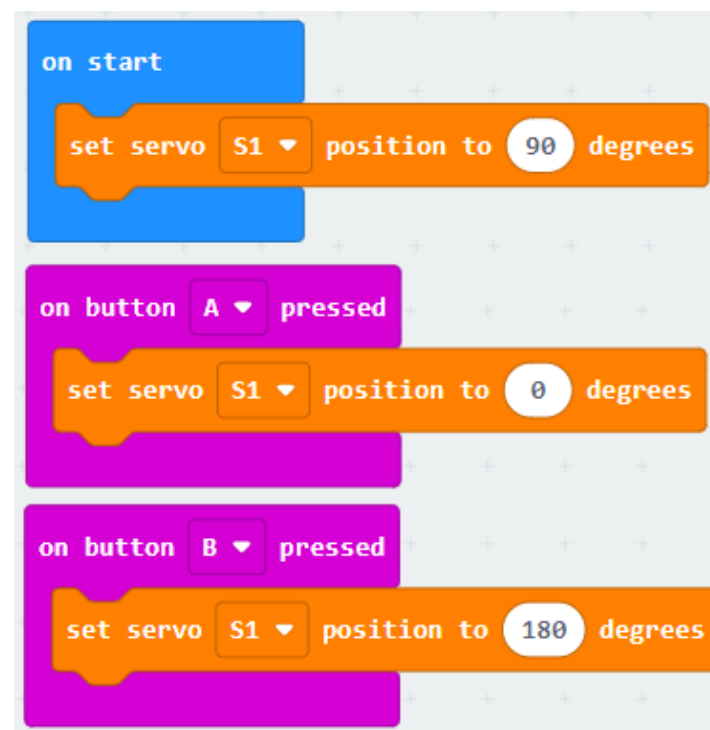 on start
set servo S1 position to 90 degrees
on button A pressed
set servo S1 position to 0 degrees
on button B pressed
set servo S1 position to 180 degrees